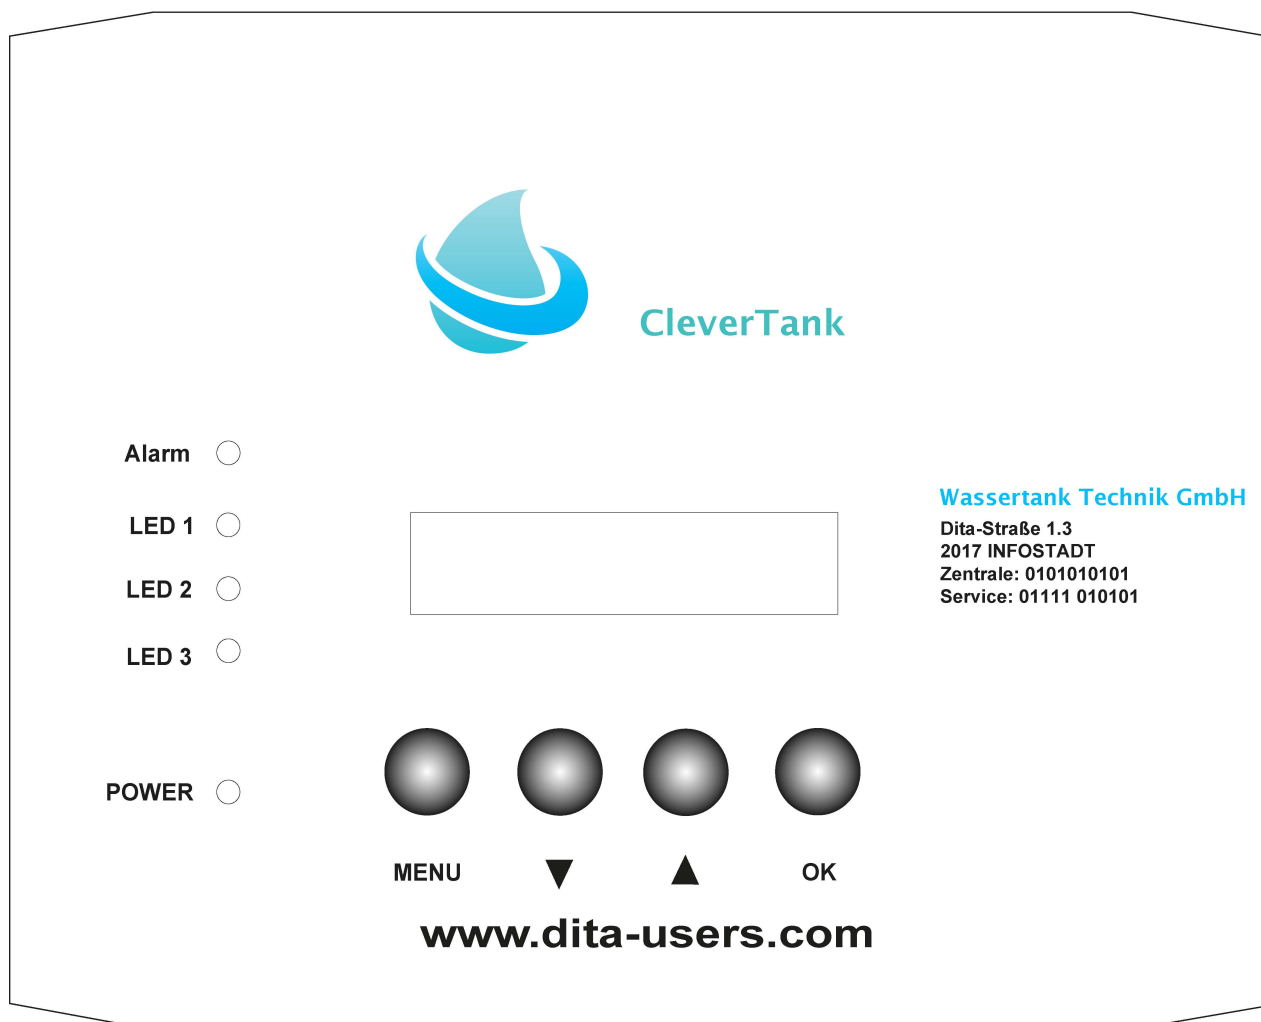 CleverTank
Alarm
LED 1
LED 2
LED 3
POWER
Wassertank Technik GmbH
Dita-Straße 1.3
2017 INFOSTADT
Zentrale: 0101010101
Service: 01111 010101
MENU
▼
▲
OK
www.dita-users.com